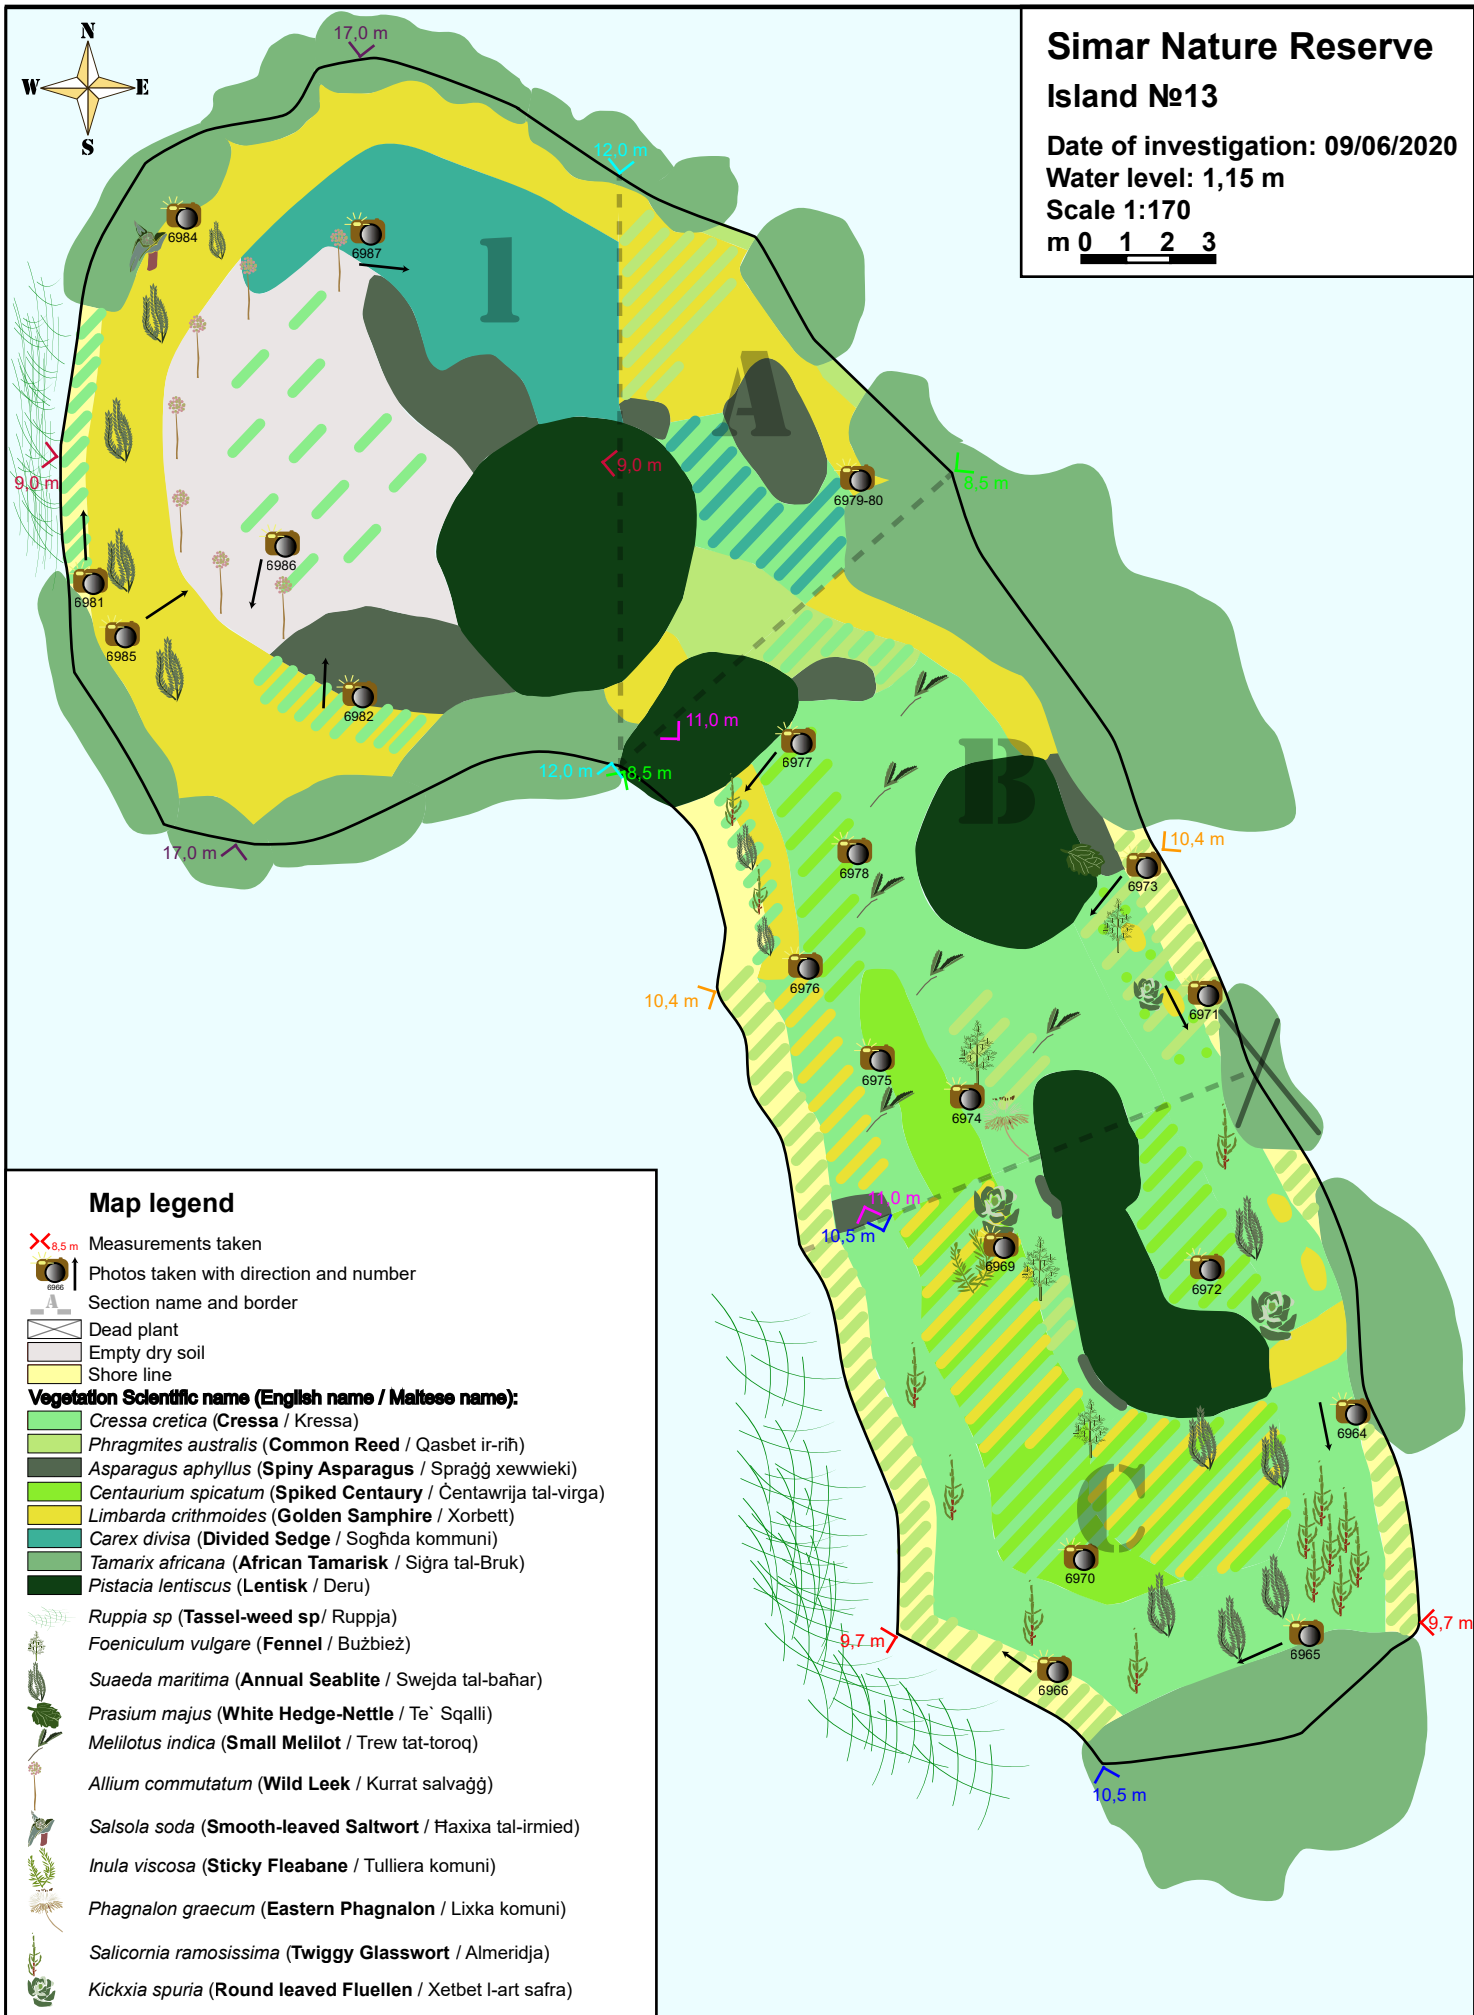 N
W E
S
Simar Nature Reserve
Island №13
Date of investigation: 09/06/2020
Water level: 1,15 m
Scale 1:170
m 0 1 2 3
17,0 m
12,0 m
6984
6987
1
A
9,0 m
9,0 m
6979-80
8,5 m
6986
6981
6985
6982
11,0 m
12,0 m
8,5 m
6977
B
17,0 m
6978
10,4 m
6973
6976
10,4 m
6971
6975
6974
11,0 m
10,5 m
6969
6972
6964
C
6970
9,7 m
9,7 m
6965
6966
10,5 m
Map legend
8,5 m Measurements taken
6966 Photos taken with direction and number
A Section name and border
Dead plant
Empty dry soil
Shore line
Vegetation Scientific name (English name / Maltese name):
Cressa cretica (Cressa / Kressa)
Phragmites australis (Common Reed / Qasbet ir-riħ)
Asparagus aphyllus (Spiny Asparagus / Spraġġ xewwieki)
Centaurium spicatum (Spiked Centaury / Ċentawrija tal-virga)
Limbarda crithmoides (Golden Samphire / Xorbett)
Carex divisa (Divided Sedge / Sogħda kommuni)
Tamarix africana (African Tamarisk / Siġra tal-Bruk)
Pistacia lentiscus (Lentisk / Deru)
Ruppia sp (Tassel-weed sp/ Ruppja)
Foeniculum vulgare (Fennel / Bużbież)
Suaeda maritima (Annual Seablite / Swejda tal-baħar)
Prasium majus (White Hedge-Nettle / Te` Sqalli)
Melilotus indica (Small Melilot / Trew tat-toroq)
Allium commutatum (Wild Leek / Kurrat salvaġġ)
Salsola soda (Smooth-leaved Saltwort / Ħaxixa tal-irmied)
Inula viscosa (Sticky Fleabane / Tulliera komuni)
Phagnalon graecum (Eastern Phagnalon / Lixka komuni)
Salicornia ramosissima (Twiggy Glasswort / Almeridja)
Kickxia spuria (Round leaved Fluellen / Xetbet l-art safra)